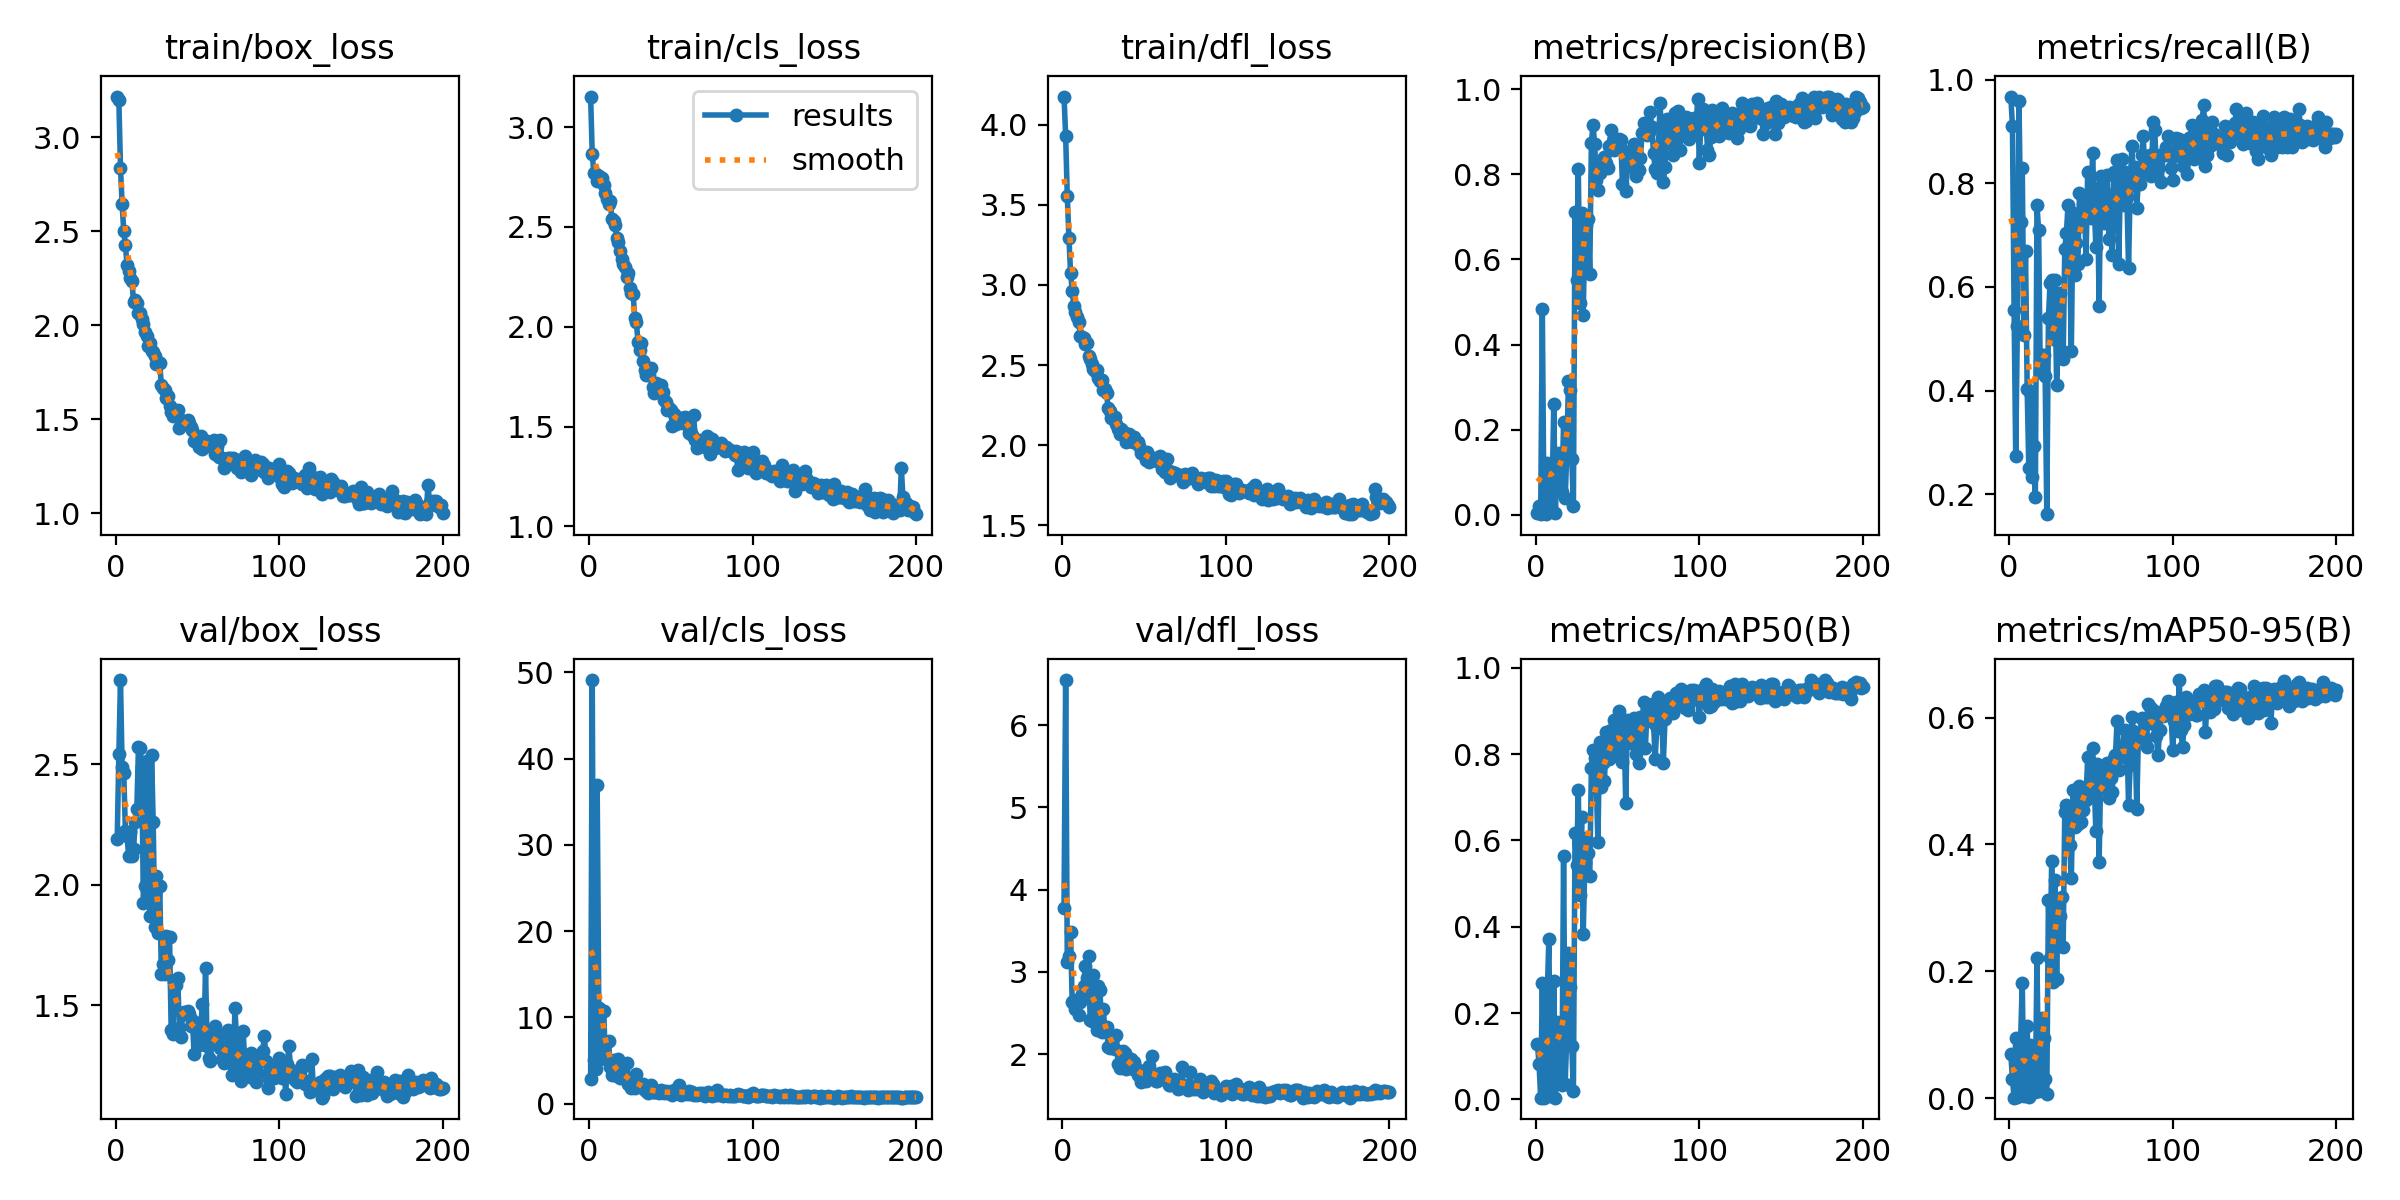 train/box_loss
3.0
2.5
2.0
1.5
1.0
0 100 200
train/cls_loss
results
smooth
3.0
2.5
2.0
1.5
1.0
0 100 200
train/dfl_loss
4.0
3.5
3.0
2.5
2.0
1.5
0 100 200
metrics/precision(B)
1.0
0.8
0.6
0.4
0.2
0.0
0 100 200
metrics/recall(B)
1.0
0.8
0.6
0.4
0.2
0 100 200
val/box_loss
2.5
2.0
1.5
0 100 200
val/cls_loss
50
40
30
20
10
0
0 100 200
val/dfl_loss
6
5
4
3
2
0 100 200
metrics/mAP50(B)
1.0
0.8
0.6
0.4
0.2
0.0
0 100 200
metrics/mAP50-95(B)
0.6
0.4
0.2
0.0
0 100 200